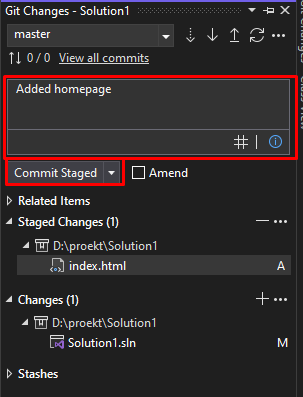 Git Changes - Solution1
master
0 / 0 View all commits
Added homepage
Commit Staged Amend
Related Items
Staged Changes (1)
D:\proekt\Solution1
index.html A
Changes (1)
D:\proekt\Solution1
Solution1.sln M
Stashes